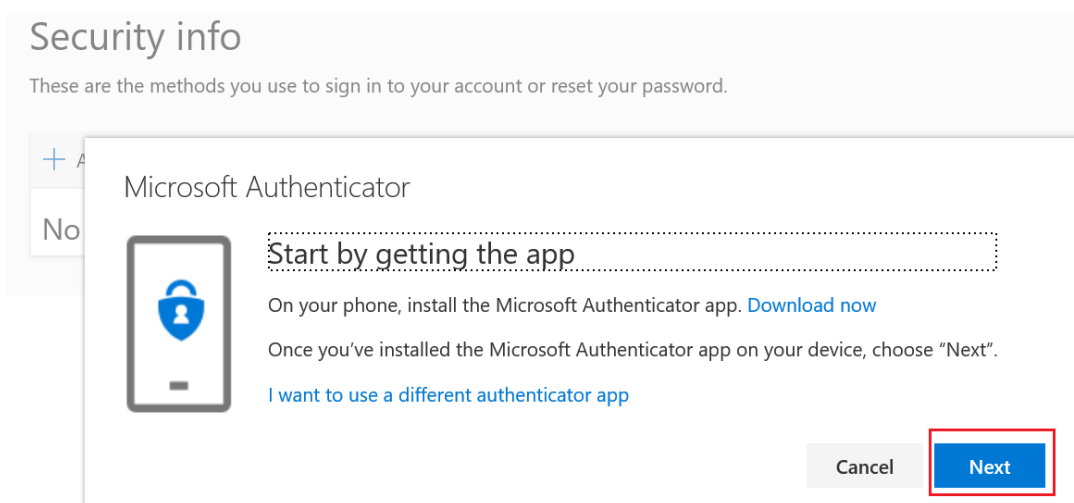 Security info
These are the methods you use to sign in to your account or reset your password.
No
Microsoft Authenticator
Start by getting the app
On your phone, install the Microsoft Authenticator app. Download now
Once you’ve installed the Microsoft Authenticator app on your device, choose “Next”.
I want to use a different authenticator app
Cancel Next